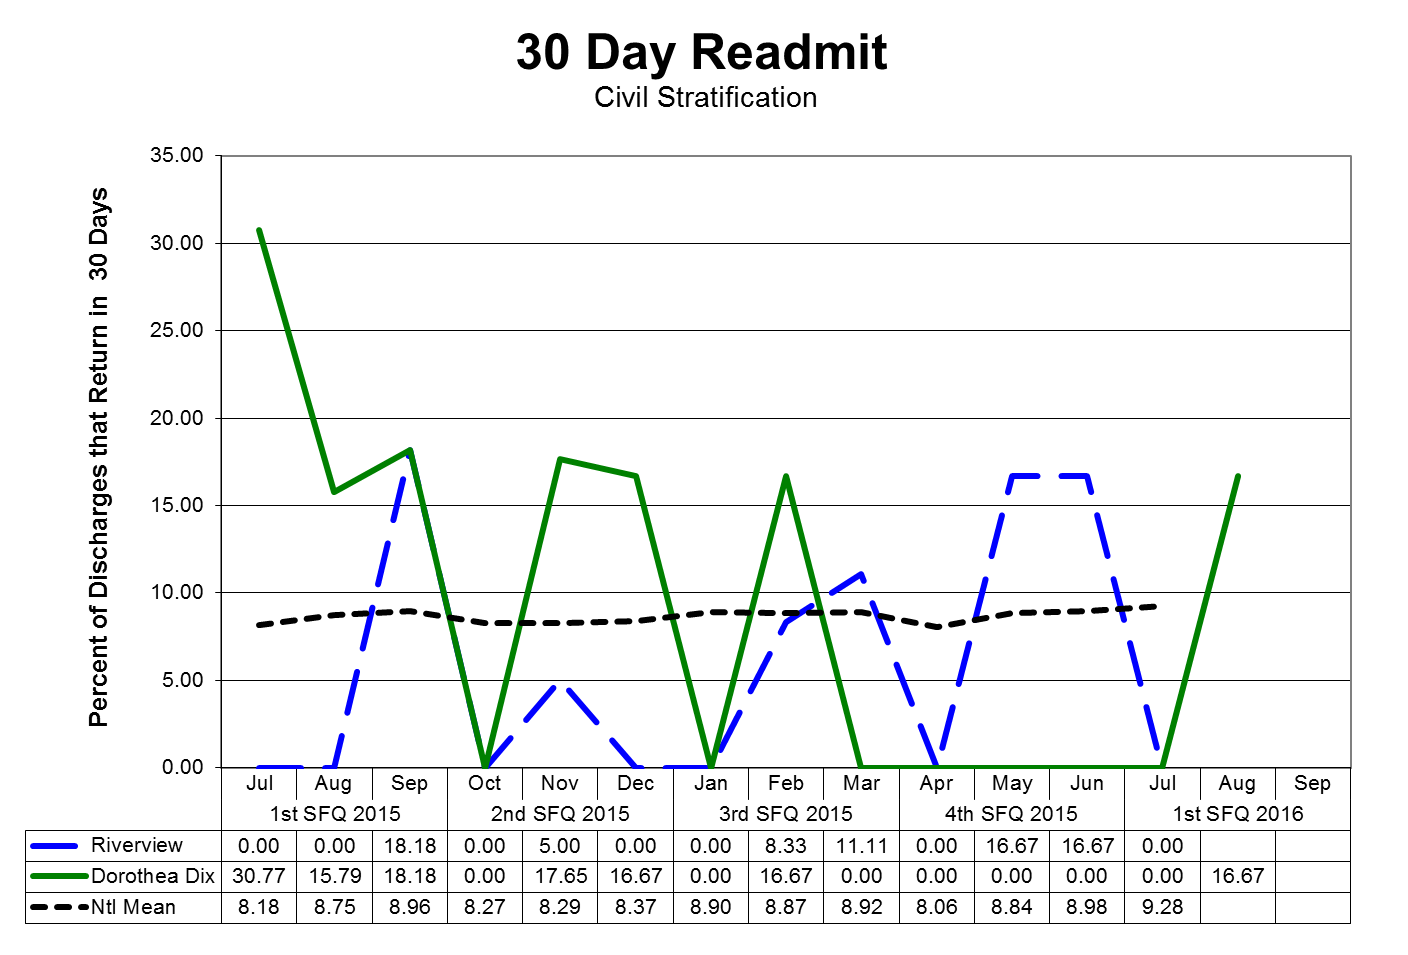 30 Day Readmit
Civil Stratification
Percent of Discharges that Return in 30 Days
35.00
30.00
25.00
20.00
15.00
10.00
5.00
0.00
Jul Aug Sep Oct Nov Dec Jan Feb Mar Apr May Jun Jul Aug Sep
1st SFQ 2015 2nd SFQ 2015 3rd SFQ 2015 4th SFQ 2015 1st SFQ 2016
Riverview 0.00 0.00 18.18 0.00 5.00 0.00 0.00 8.33 11.11 0.00 16.67 16.67 0.00
Dorothea Dix 30.77 15.79 18.18 0.00 17.65 16.67 0.00 16.67 0.00 0.00 0.00 0.00 0.00 16.67
Ntl Mean 8.18 8.75 8.96 8.27 8.29 8.37 8.90 8.87 8.92 8.06 8.84 8.98 9.28